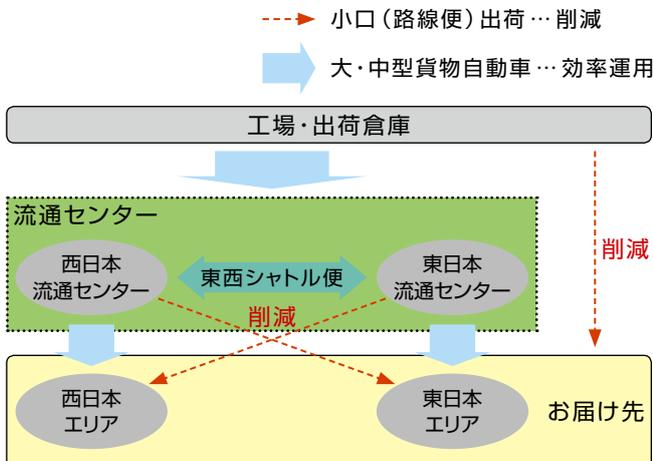 小口（路線便）出荷…削減
大・中型貨物自動車…効率運用
工場・出荷倉庫
流通センター
西日本
流通センター
東西シャトル便
東日本
流通センター
削減
削減
西日本
エリア
東日本
エリア
お届け先